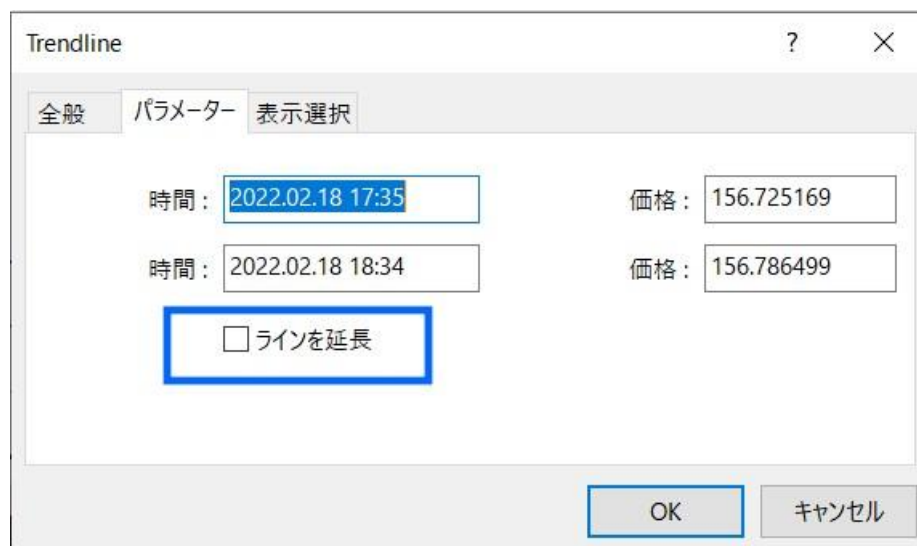 Trendline ? ×
全般 パラメーター 表示選択
時間: 2022.02.18 17:35 価格: 156.725169
時間: 2022.02.18 18:34 価格: 156.786499
ラインを延長
OK キャンセル